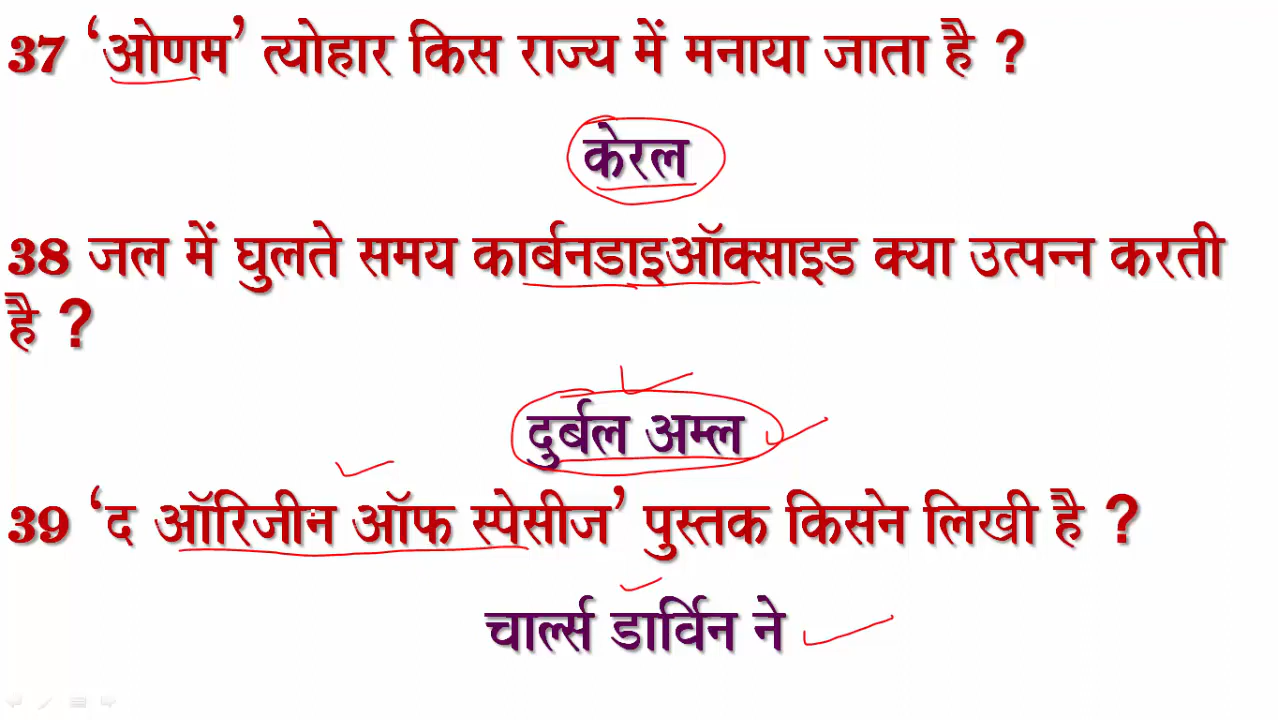 37 ‘ओणम’ त्योहार किस राज्य में मनाया जाता है ?
केरल
38 जल में घुलते समय कार्बनडाइऑक्साइड क्या उत्पन्न करती
है ?
दुर्बल अम्ल
39 ‘द ऑरिजीन ऑफ स्पेसीज’ पुस्तक किसने लिखी है ?
चार्ल्स डार्विन ने